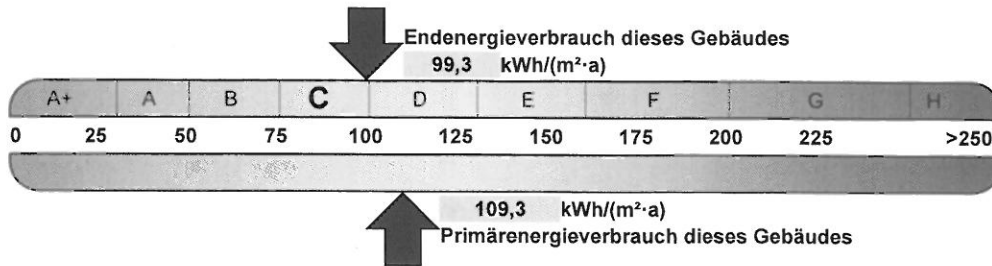 Endenergieverbrauch dieses Gebäudes
99,3 kWh/(m²·a)
A+ A B C D E F G H
0 25 50 75 100 125 150 175 200 225 >250
109,3 kWh/(m²·a)
Primärenergieverbrauch dieses Gebäudes